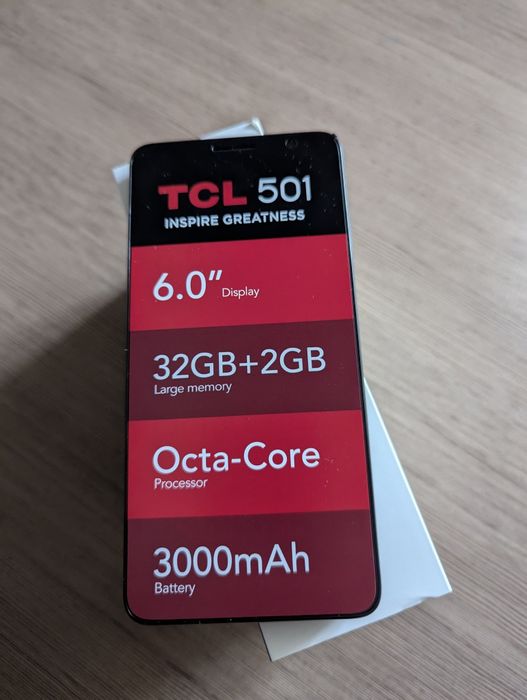 TCL 501
INSPIRE GREATNESS
6.0" Display
32GB+2GB
Large memory
Octa-Core
Processor
3000mAh
Battery